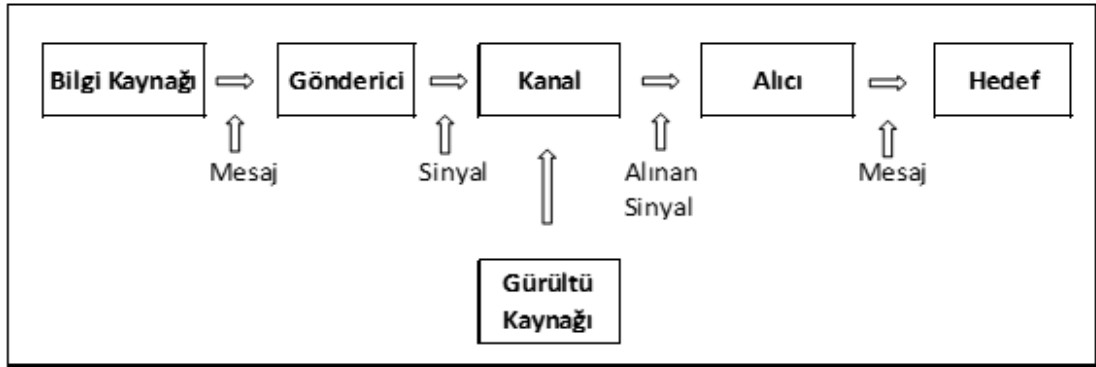 Bilgi Kaynağı
Gönderici
Kanal
Alıcı
Hedef
Mesaj
Sinyal
Alınan
Sinyal
Mesaj
Gürültü
Kaynağı